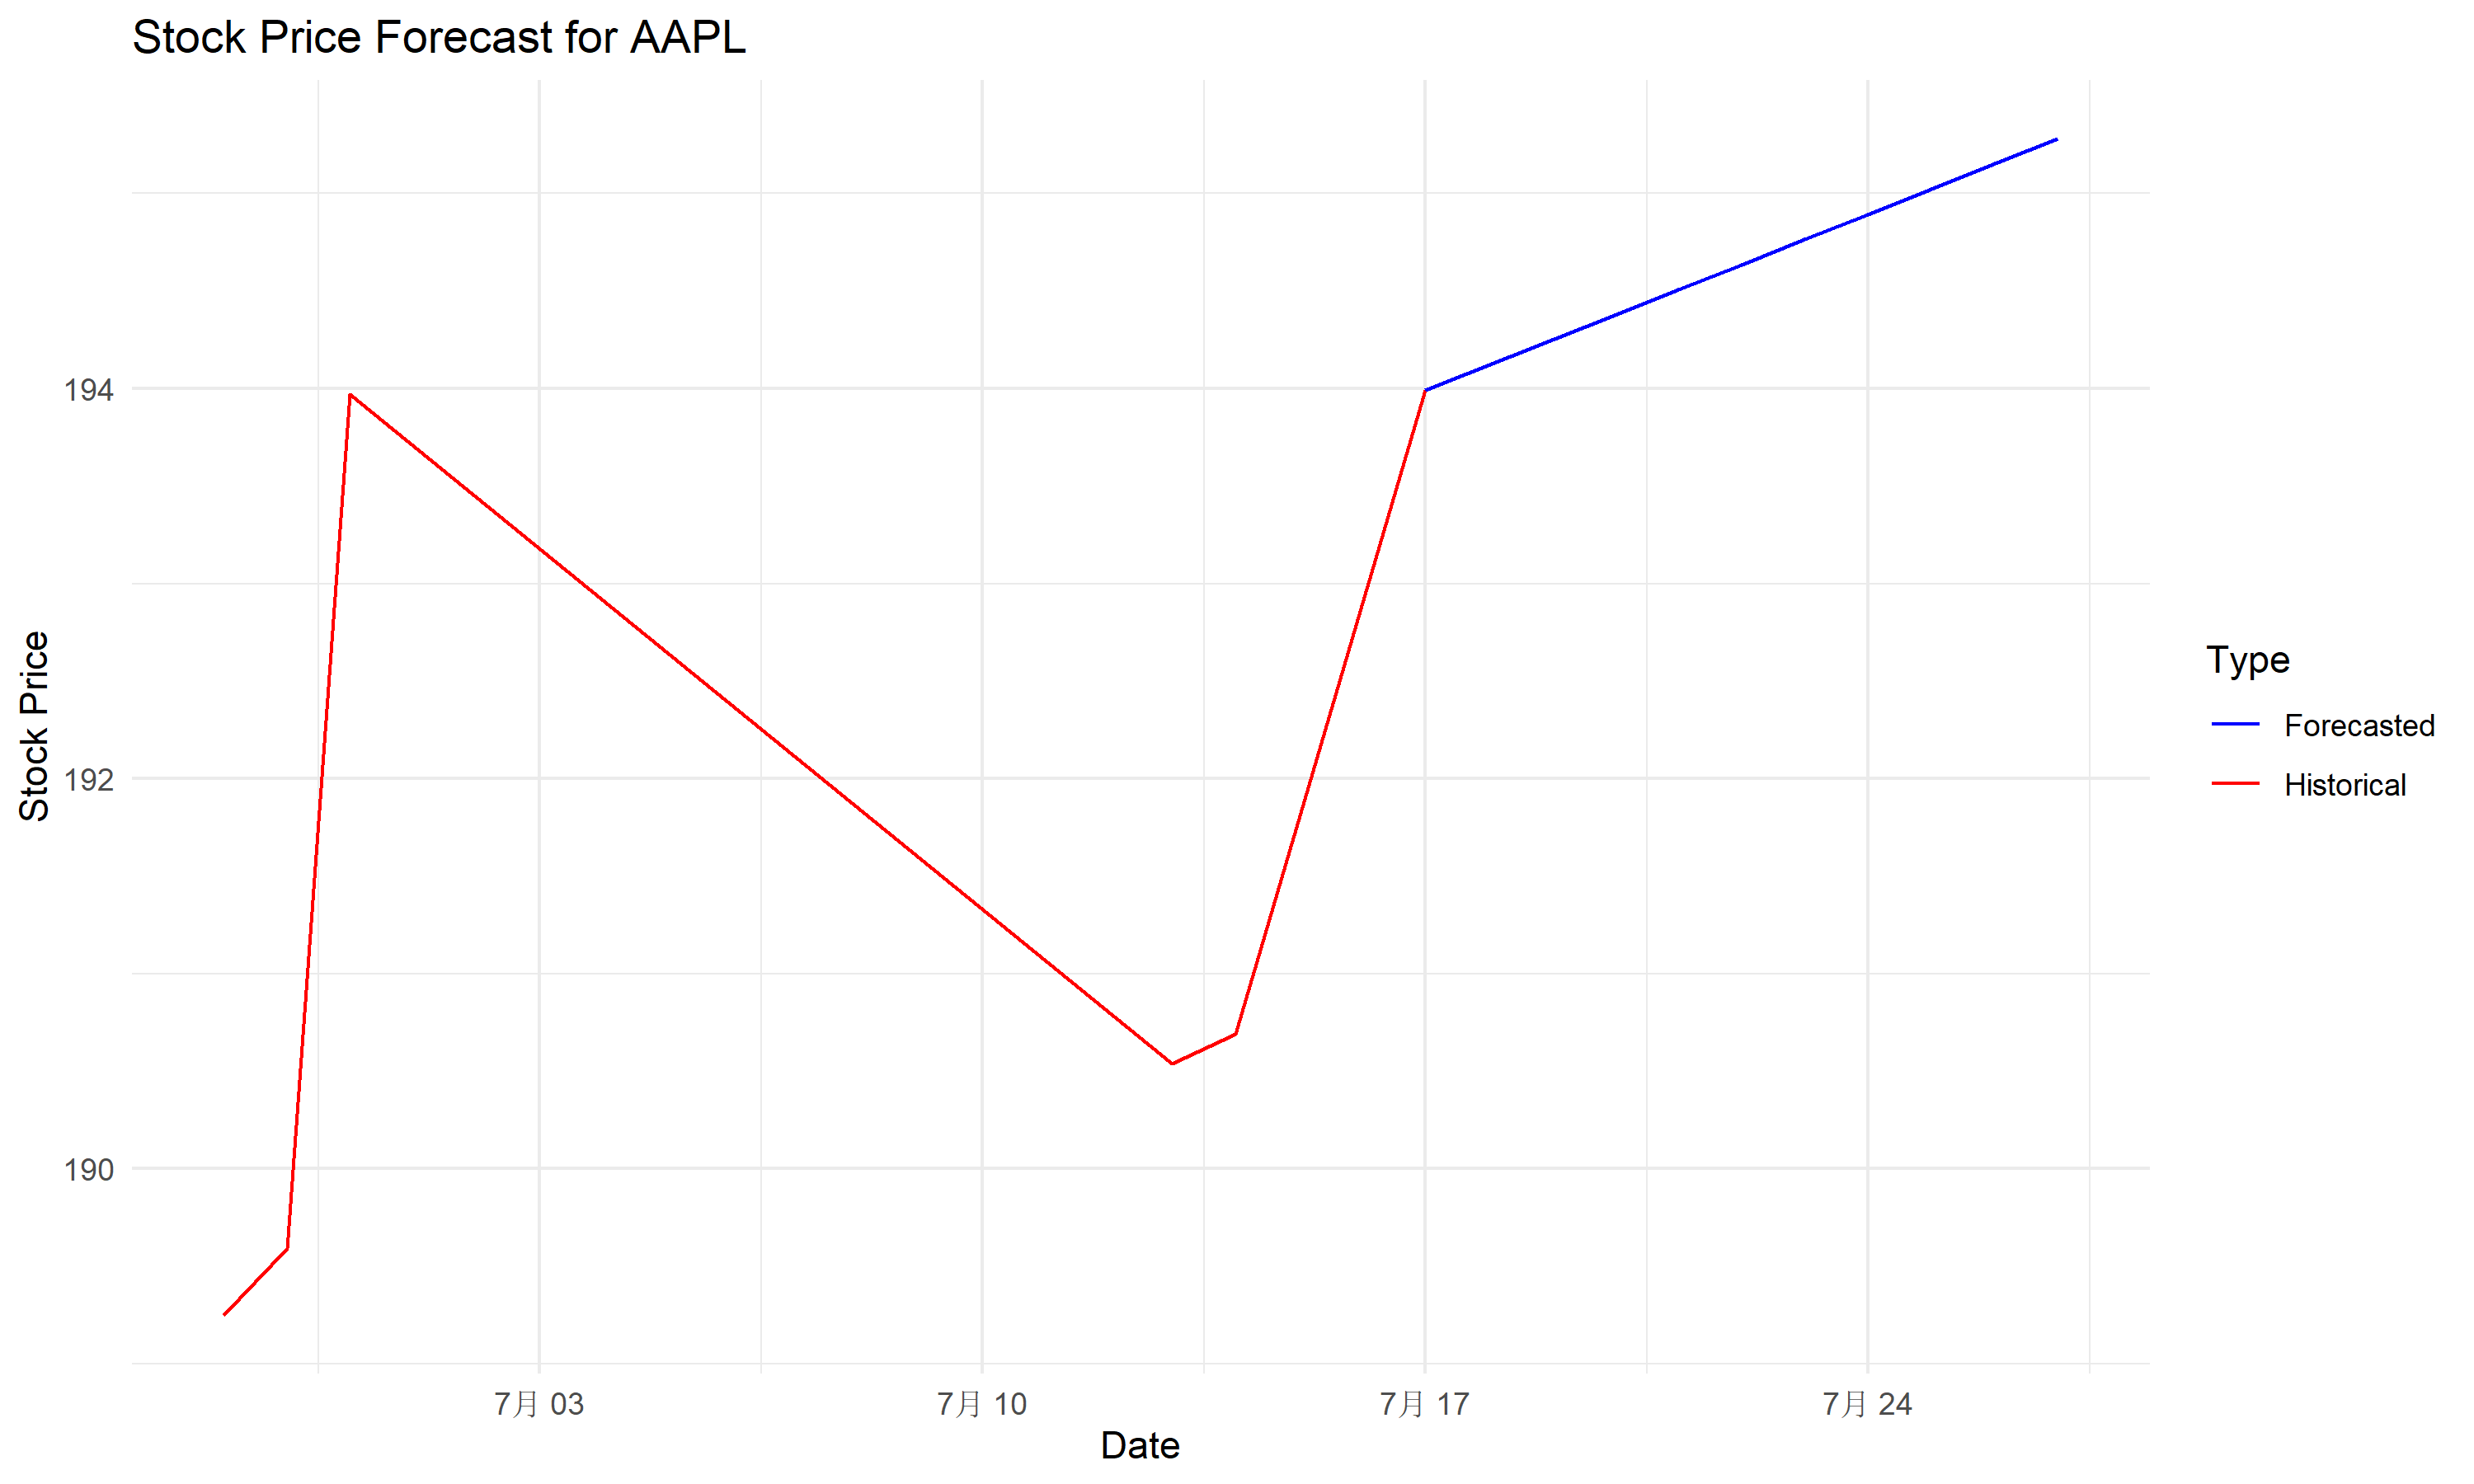 Stock Price Forecast for AAPL
Stock Price
194
192
190
7月 03
7月 10
7月 17
7月 24
Date
Type
Forecasted
Historical